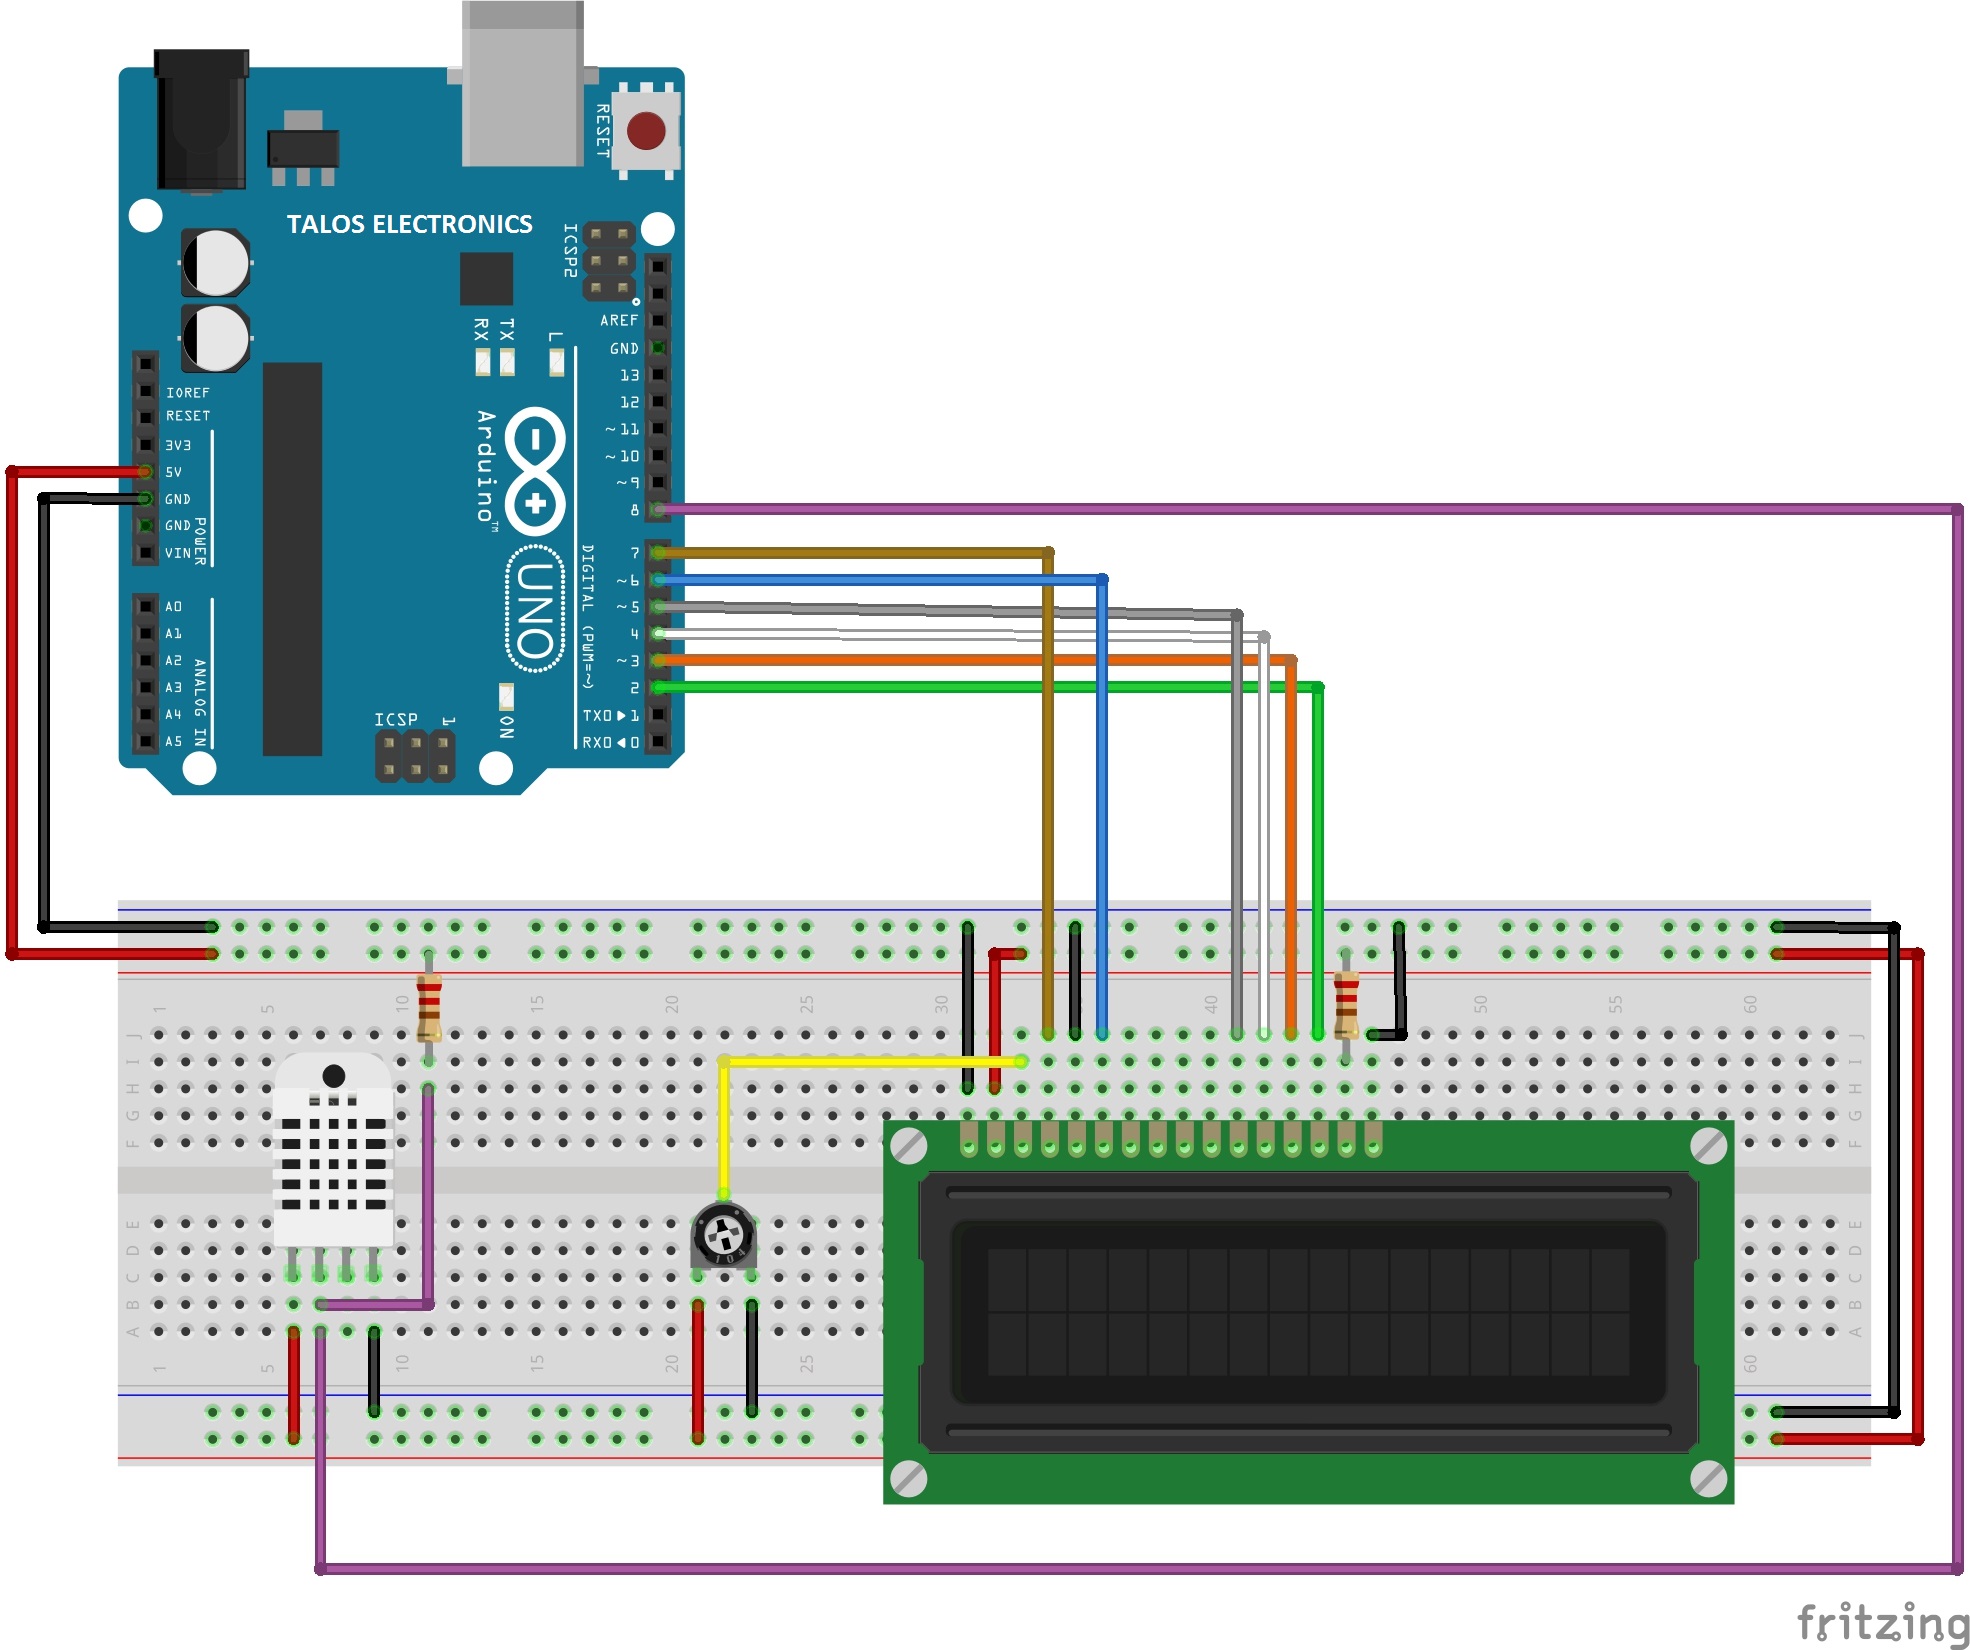 RESET
TALOS ELECTRONICS
ICSP2
RX
TX
L
AREF
GND
13
12
~11
~10
~9
8
IOREF
RESET
3V3
5V
GND
GND
VIN
POWER
Arduino™
UNO
DIGITAL (PWM=~)
7
~6
~5
4
~3
2
TX0▶1
RX0◀0
A0
A1
A2
A3
A4
A5
ANALOG IN
ICSP
1
ON
1 5 10 15 20 25 30 40 50 55 60
J J
I I
H H
G G
F F
E E
D D
C C
B B
A A
104
1 5 10 15 20 25 60
fritzing